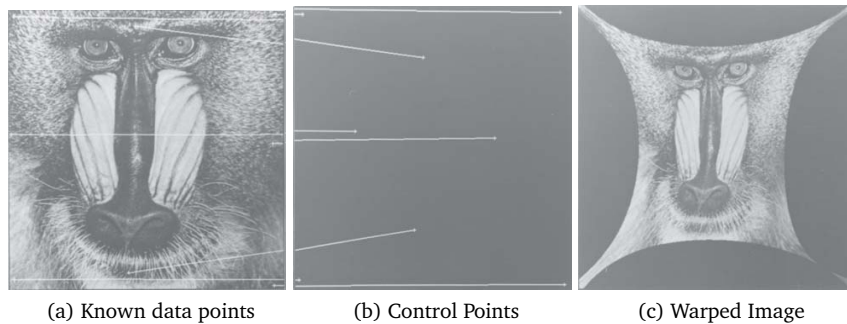 (a) Known data points
(b) Control Points
(c) Warped Image